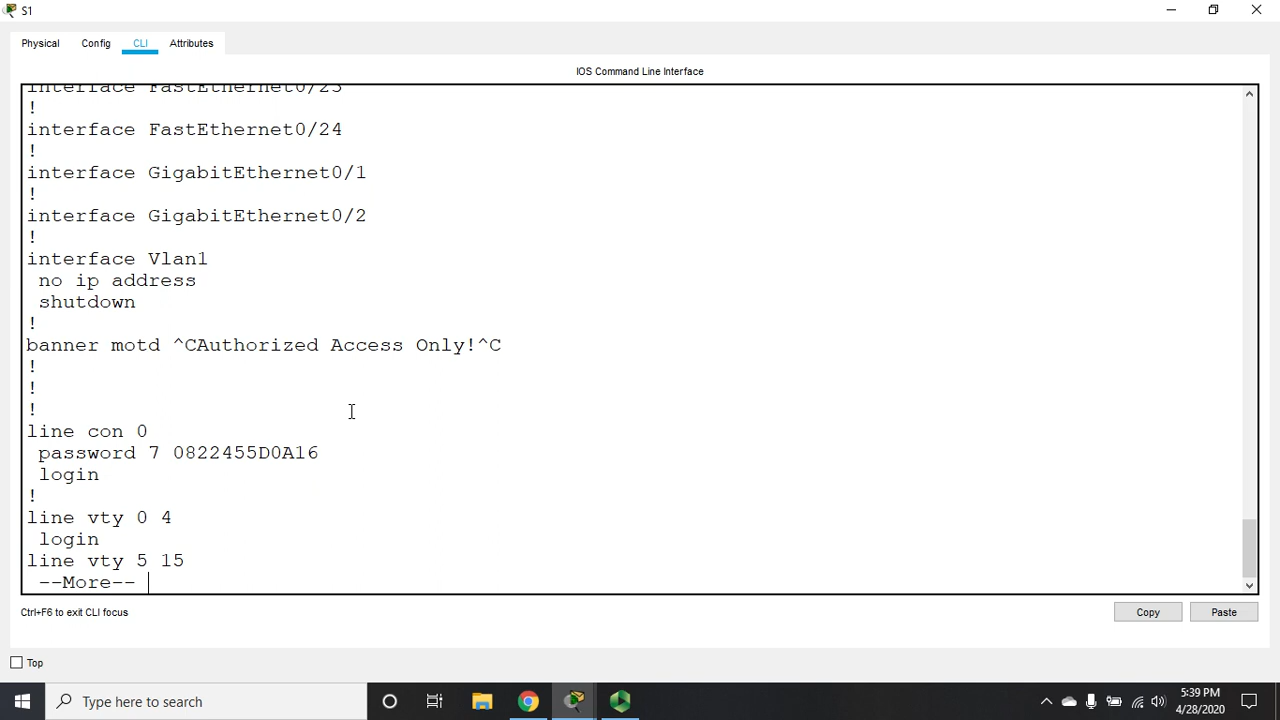 S1
Physical Config CLI Attributes
IOS Command Line Interface
interface FastEthernet0/23
!
interface FastEthernet0/24
!
interface GigabitEthernet0/1
!
interface GigabitEthernet0/2
!
interface Vlan1
no ip address
shutdown
!
banner motd ^CAuthorized Access Only!^C
!
!
!
line con 0
password 7 0822455D0A16
login
!
line vty 0 4
login
line vty 5 15
--More--
Ctrl+F6 to exit CLI focus
Copy Paste
Top
Type here to search
5:39 PM
4/28/2020